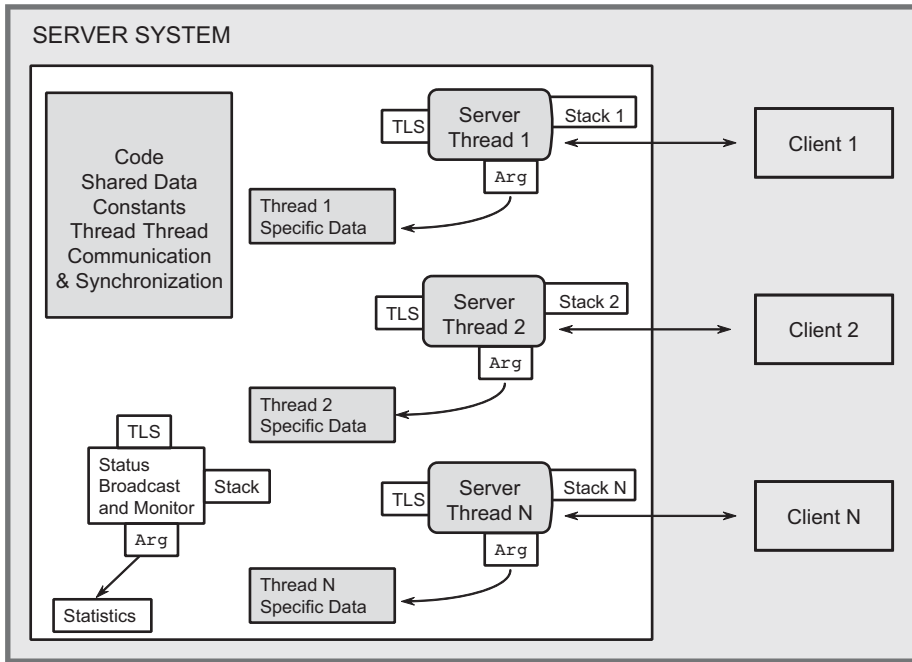 SERVER SYSTEM
Code
Shared Data
Constants
Thread Thread
Communication
& Synchronization
TLS
Server
Thread 1
Stack 1
Arg
Thread 1
Specific Data
Client 1
TLS
Server
Thread 2
Stack 2
Arg
Thread 2
Specific Data
Client 2
TLS
Status
Broadcast
and Monitor
Stack
Arg
Statistics
TLS
Server
Thread N
Stack N
Arg
Thread N
Specific Data
Client N